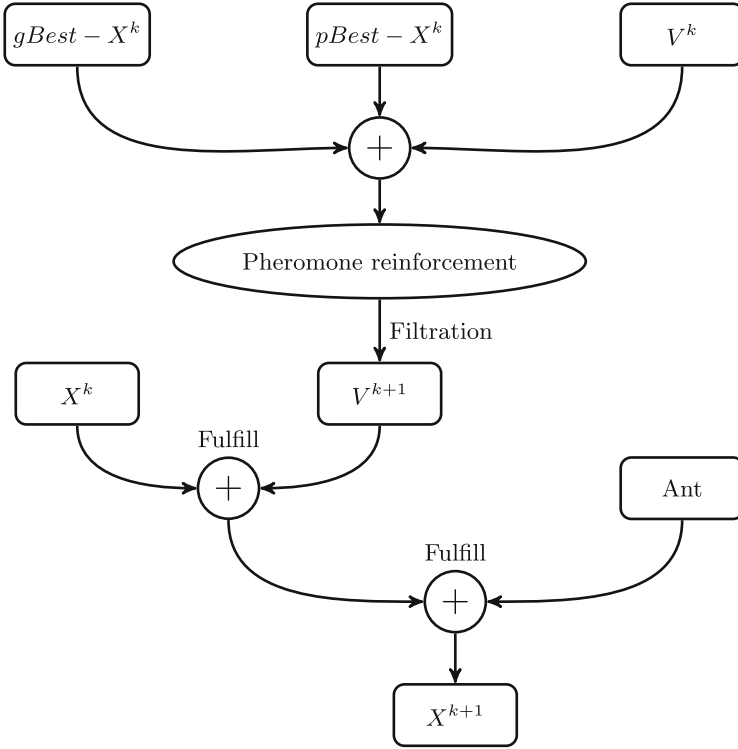 gBest − X^k
pBest − X^k
V^k
+
Pheromone reinforcement
Filtration
X^k
V^{k+1}
Fulfill
+
Ant
Fulfill
+
X^{k+1}